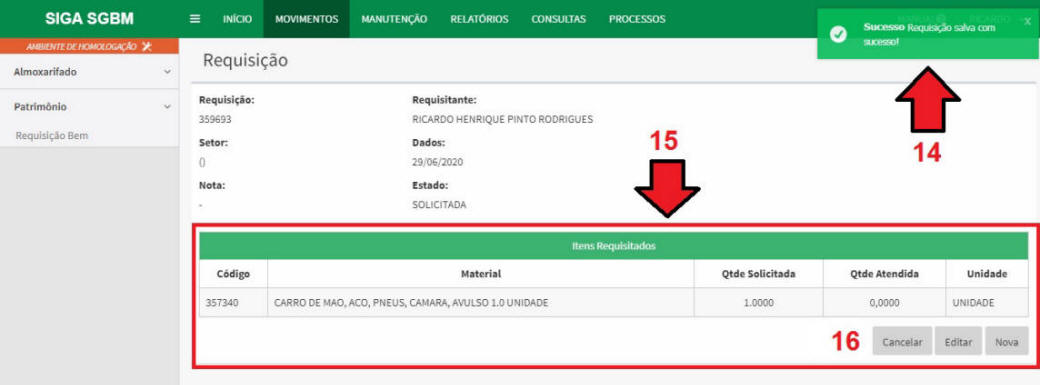 SIGA SGBM
INÍCIO MOVIMENTOS MANUTENÇÃO RELATÓRIOS CONSULTAS PROCESSOS
Sucesso Requisição salva com
sucesso!
X
AMBIENTE DE HOMOLOGAÇÃO
Almoxarifado
Patrimônio
Requisição Bem
Requisição
14
Requisição: Requisitante:
359693 RICARDO HENRIQUE PINTO RODRIGUES
Setor: Dados:
() 29/06/2020
15
Nota: Estado:
- SOLICITADA
Itens Requisitados
Código Material Qtde Solicitada Qtde Atendida Unidade
357340 CARRO DE MAO, ACO, PNEUS, CAMARA, AVULSO 1.0 UNIDADE 1.0000 0,0000 UNIDADE
16 Cancelar Editar Nova